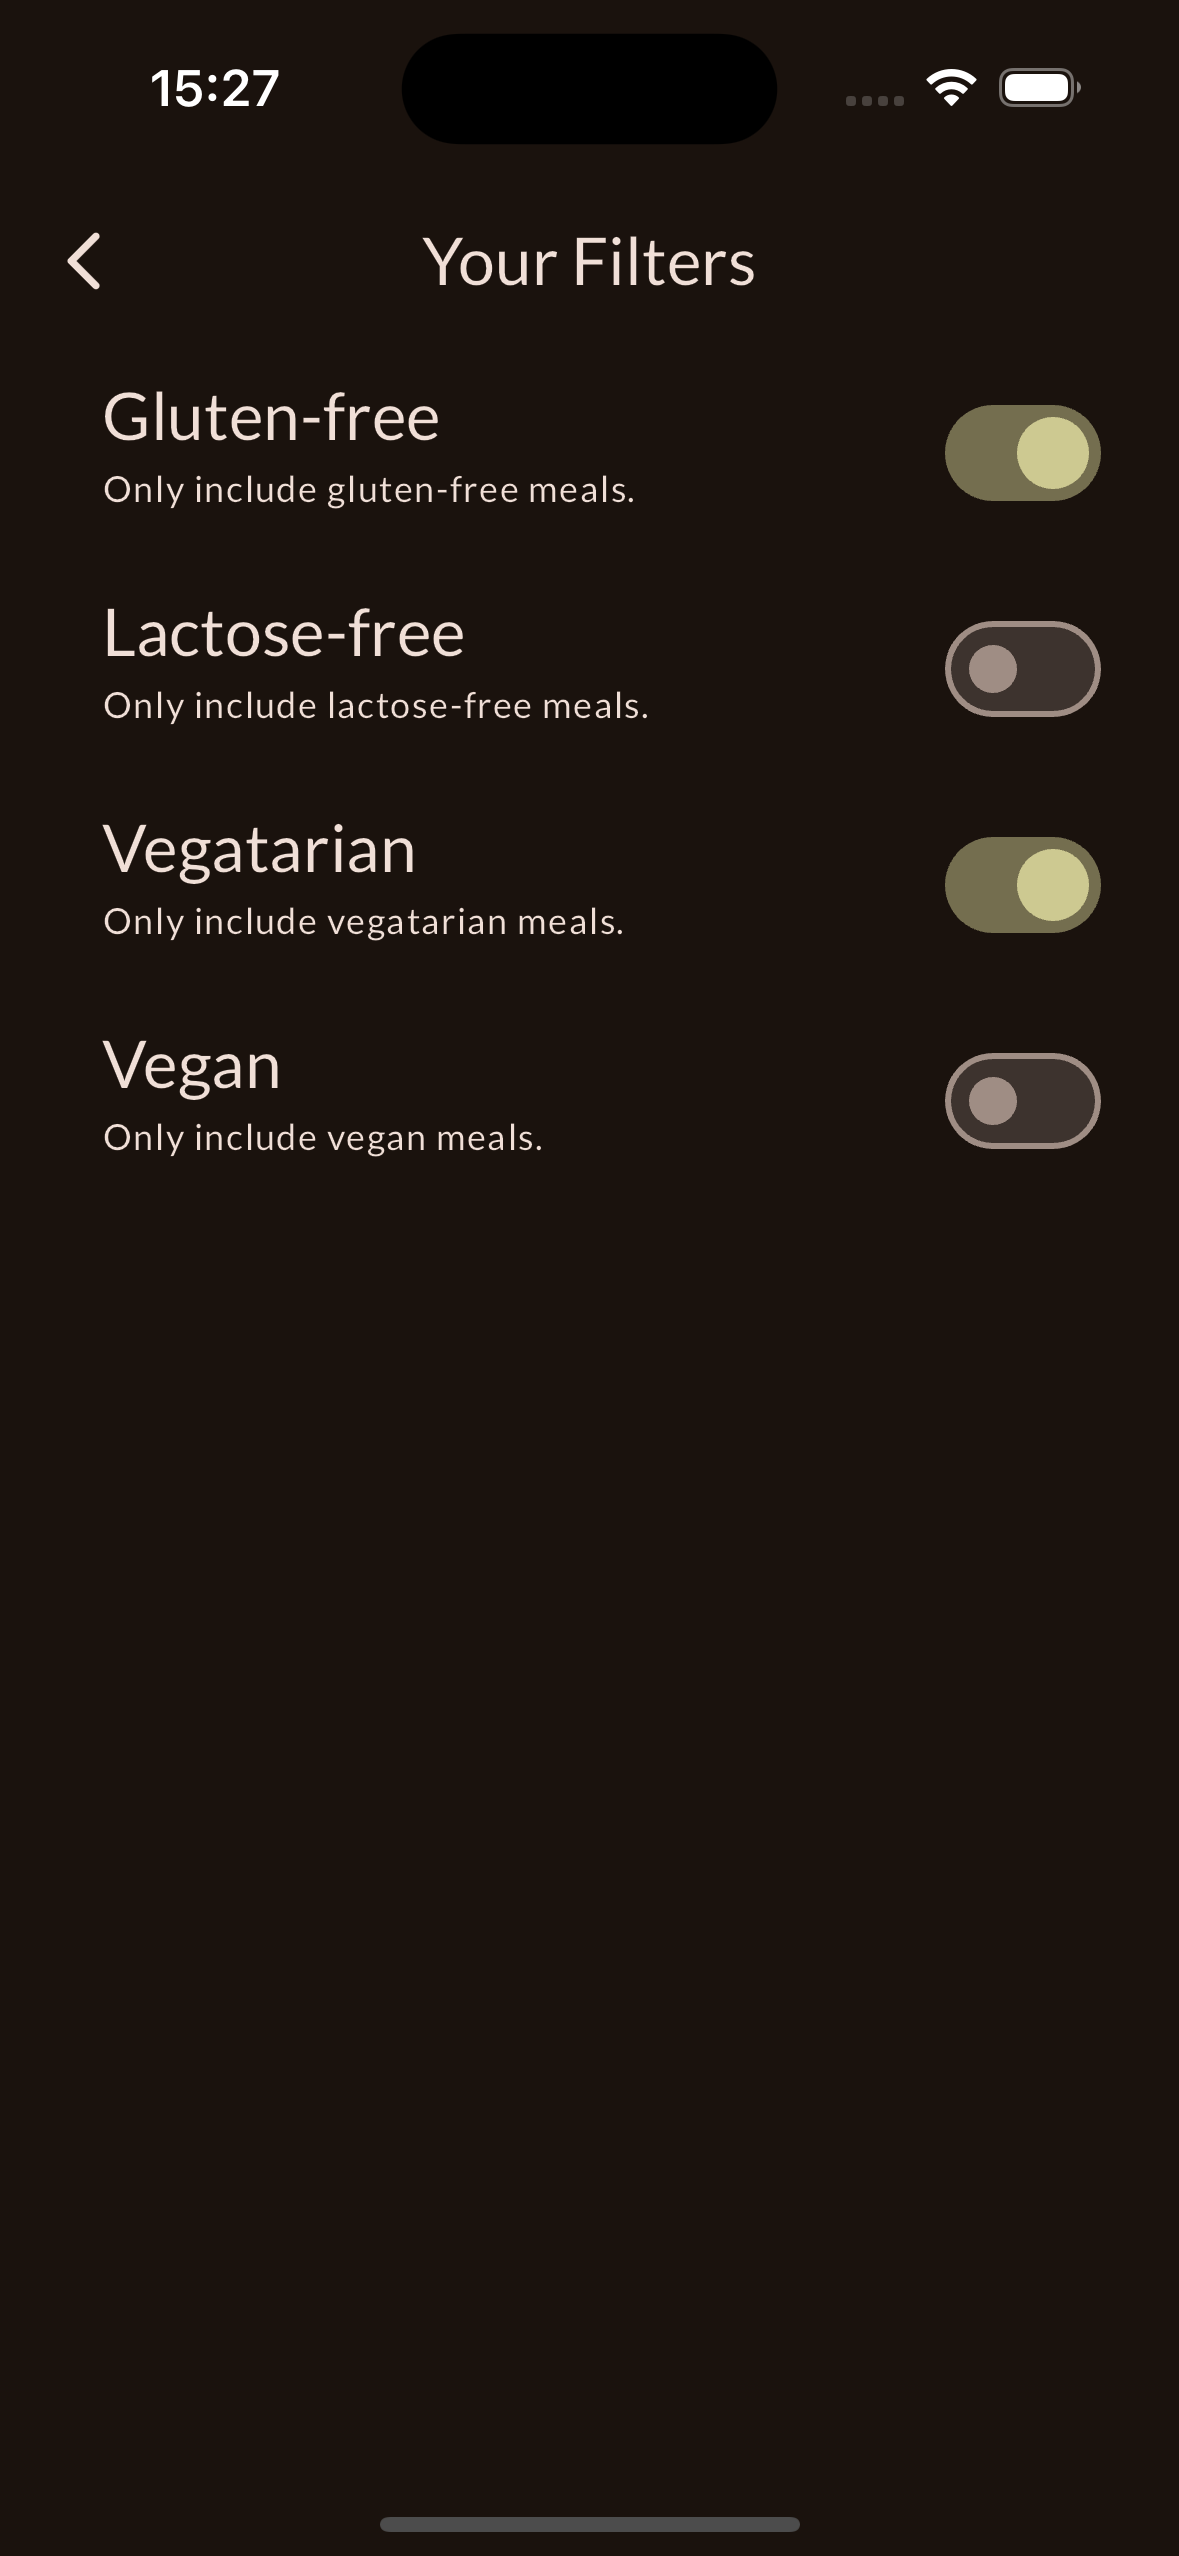 15:27
Your Filters
Gluten-free
Only include gluten-free meals.
Lactose-free
Only include lactose-free meals.
Vegatarian
Only include vegatarian meals.
Vegan
Only include vegan meals.